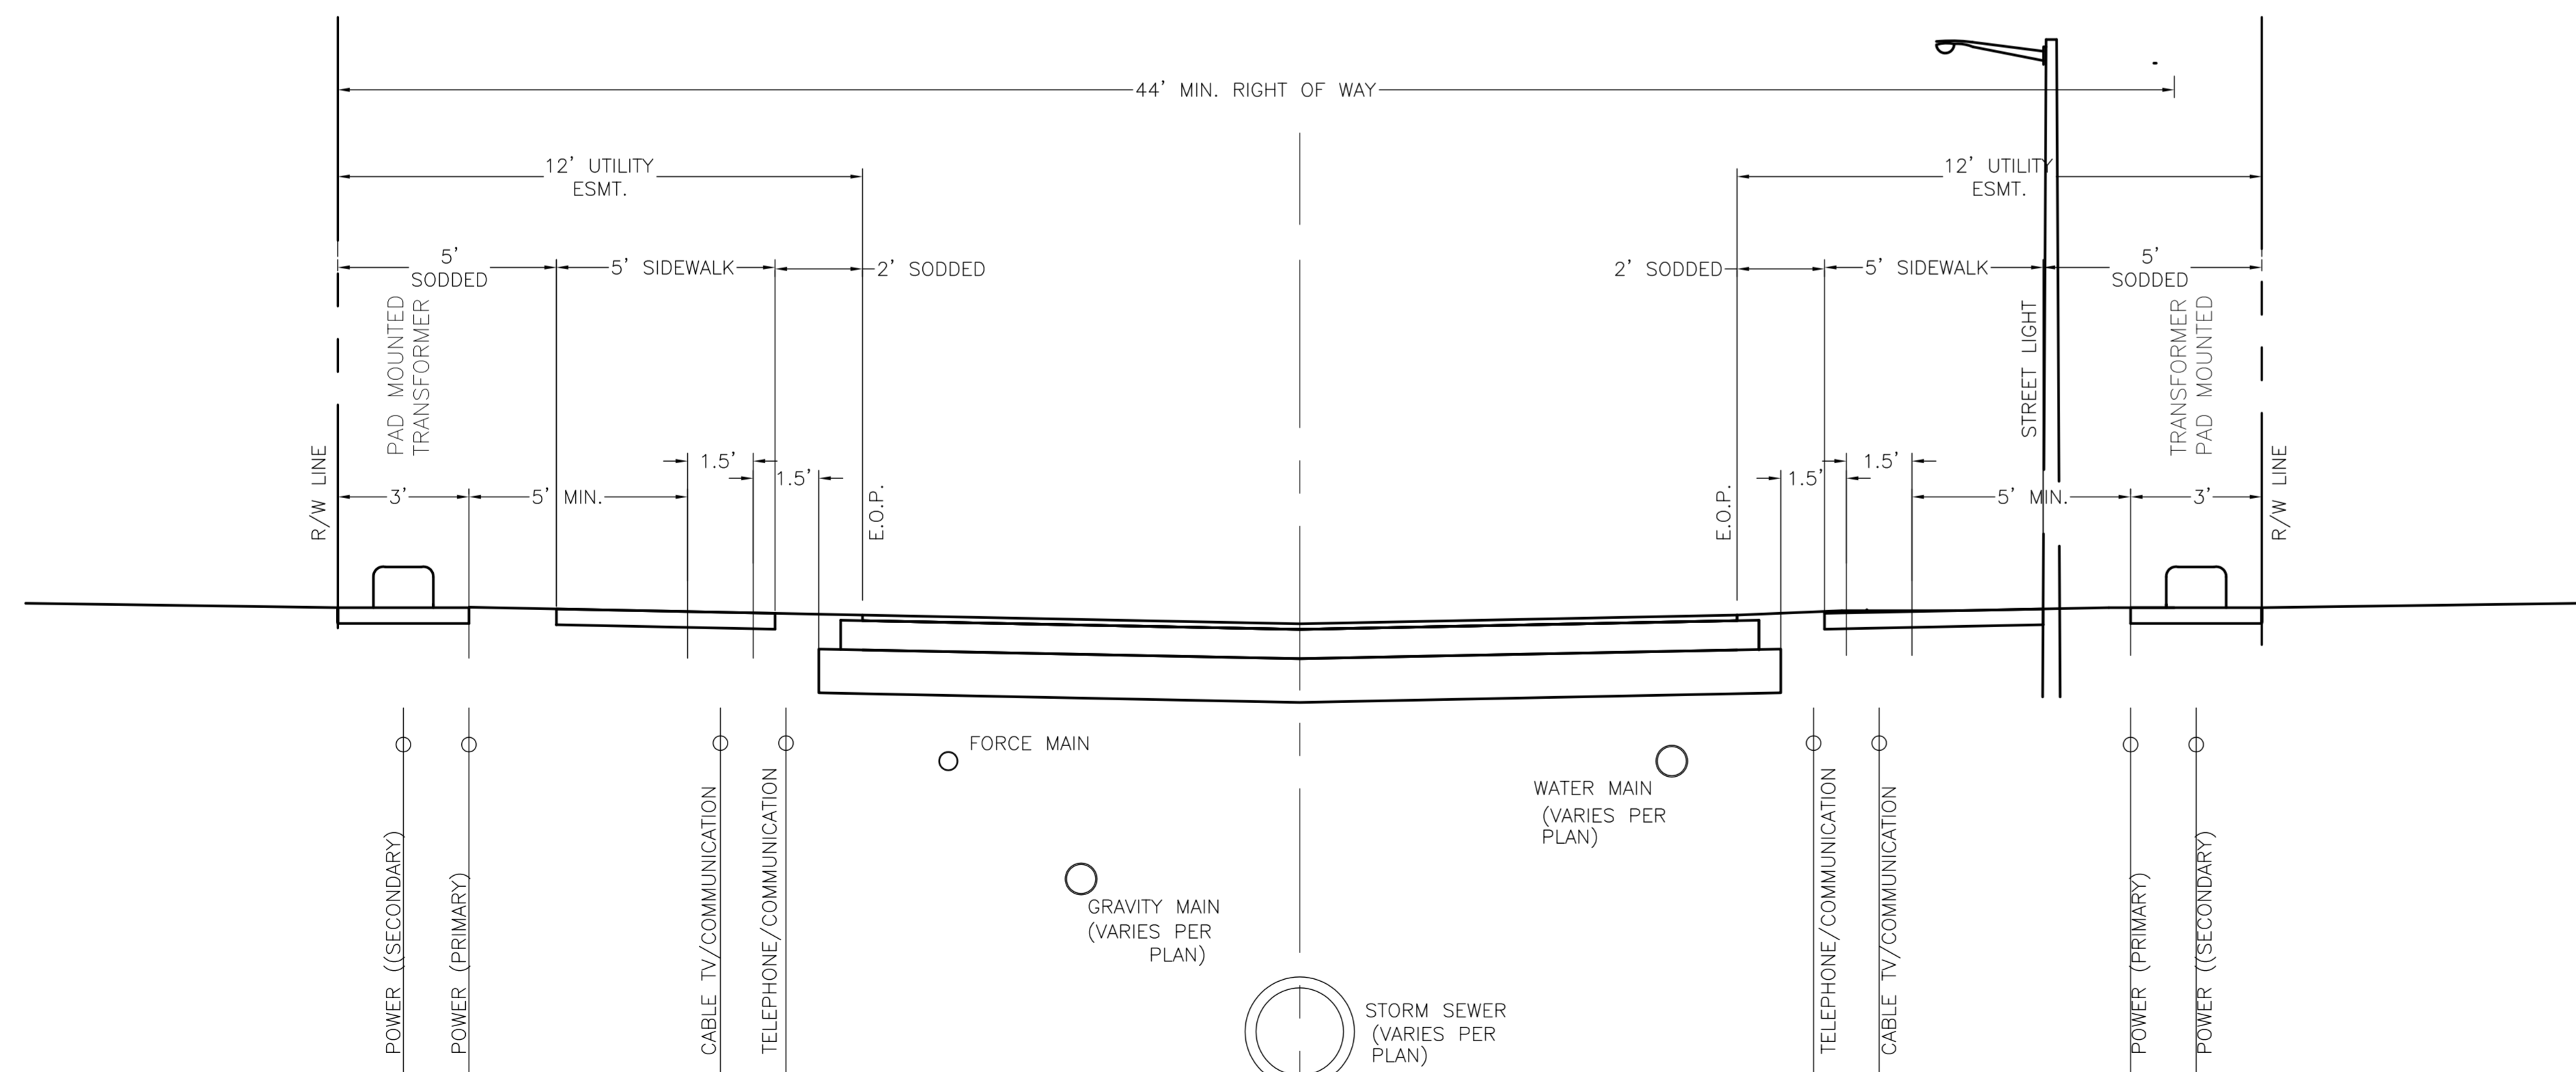 44' MIN. RIGHT OF WAY
12' UTILITY
ESMT.
12' UTILITY
ESMT.
5'
SODDED
5' SIDEWALK
2' SODDED
2' SODDED
5' SIDEWALK
5'
SODDED
PAD MOUNTED
TRANSFORMER
STREET LIGHT
TRANSFORMER
PAD MOUNTED
R/W LINE
3'
5' MIN.
1.5'
1.5'
E.O.P.
E.O.P.
1.5'
1.5'
5' MIN.
3'
R/W LINE
FORCE MAIN
WATER MAIN
(VARIES PER
PLAN)
GRAVITY MAIN
(VARIES PER
PLAN)
STORM SEWER
(VARIES PER
PLAN)
POWER ((SECONDARY)
POWER (PRIMARY)
CABLE TV/COMMUNICATION
TELEPHONE/COMMUNICATION
TELEPHONE/COMMUNICATION
CABLE TV/COMMUNICATION
POWER (PRIMARY)
POWER ((SECONDARY)